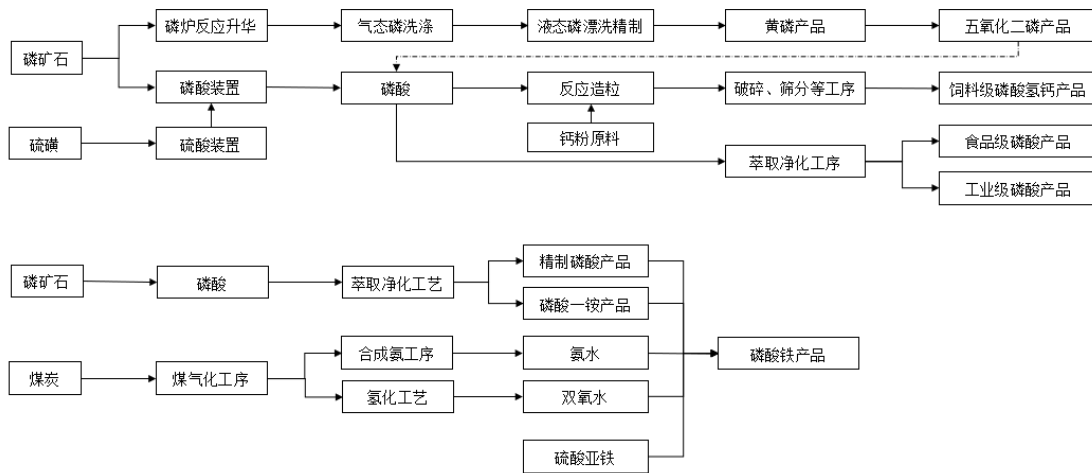 磷炉反应升华
气态磷洗涤
液态磷漂洗精制
黄磷产品
五氧化二磷产品
磷矿石
磷酸装置
磷酸
反应造粒
破碎、筛分等工序
饲料级磷酸氢钙产品
硫磺
硫酸装置
钙粉原料
食品级磷酸产品
萃取净化工序
工业级磷酸产品
精制磷酸产品
磷矿石
磷酸
萃取净化工艺
磷酸一铵产品
合成氨工序
氨水
磷酸铁产品
煤炭
煤气化工序
氢化工艺
双氧水
硫酸亚铁